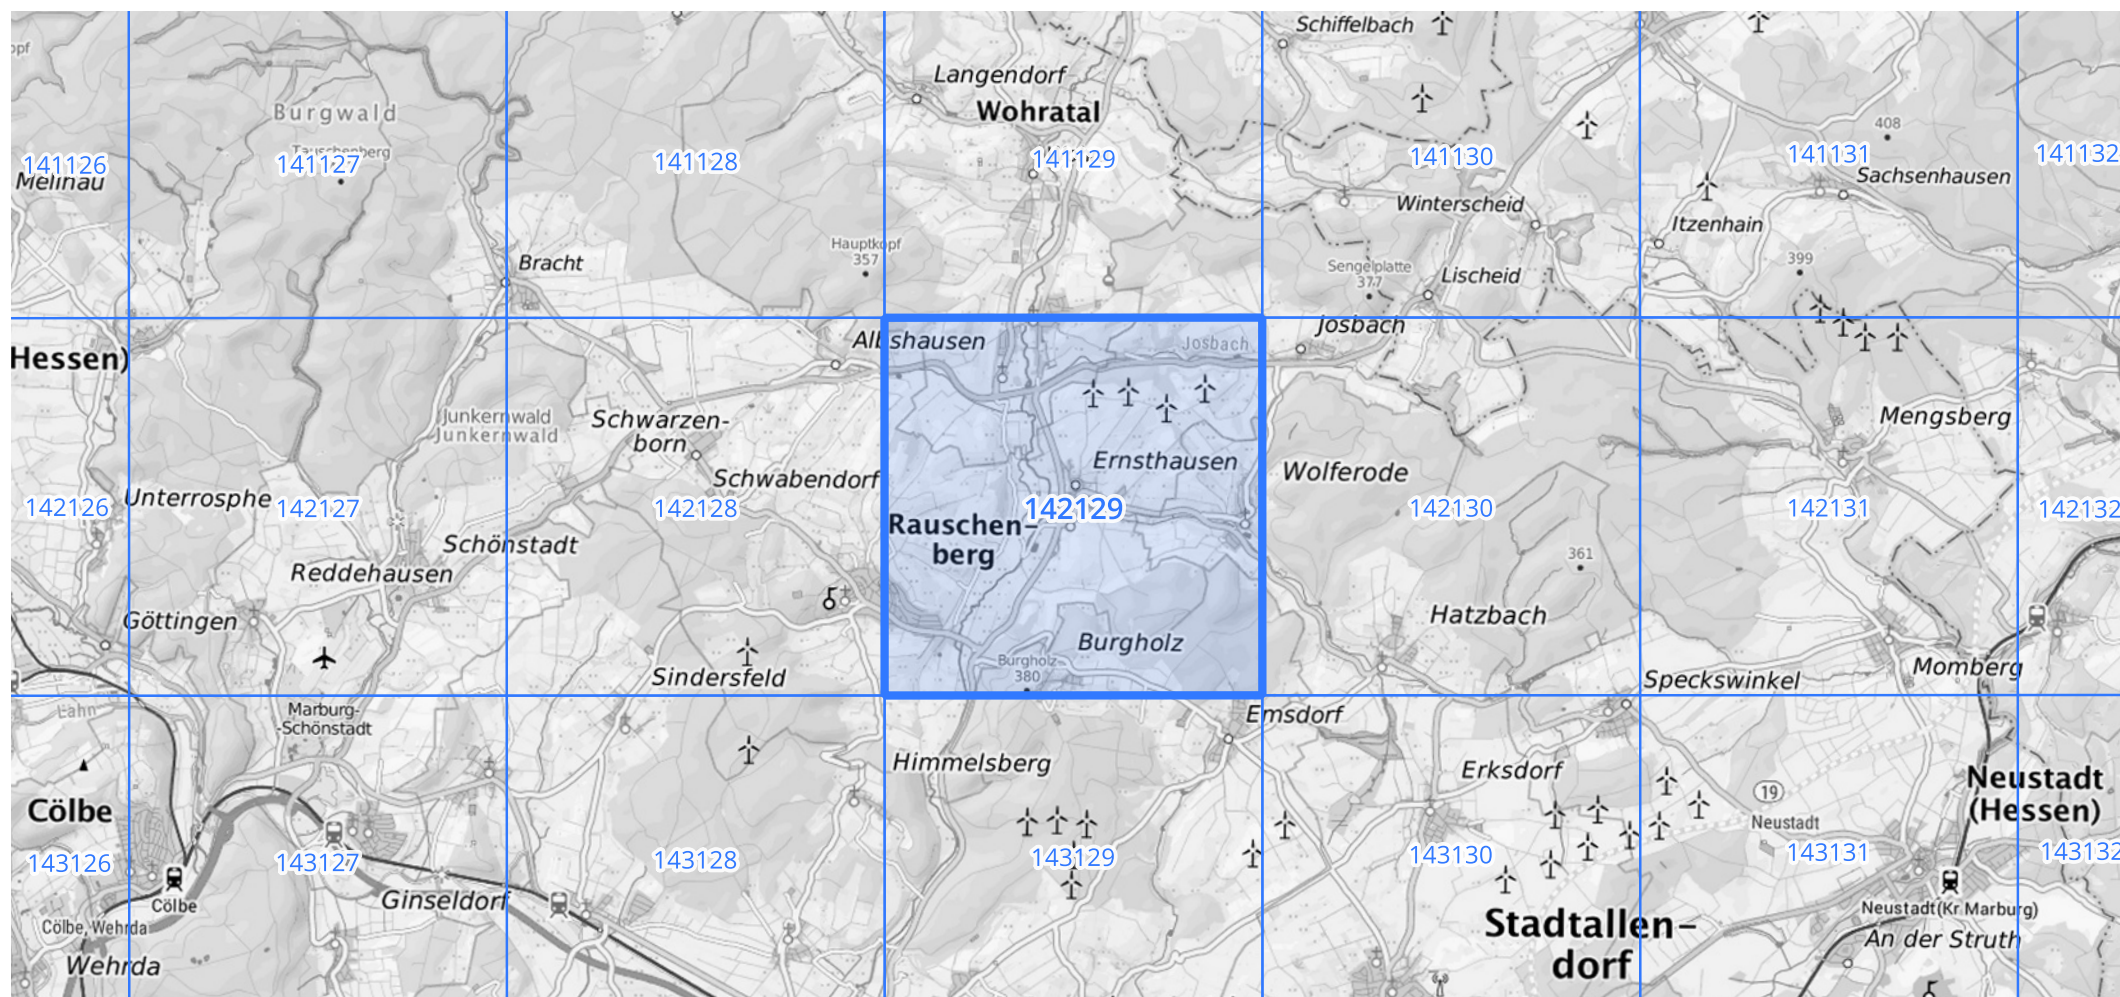 opf
Schiffelbach
Langendorf
Burgwald
Wohratal
408
Tauschenberg
141126
141127
141128
141129
141130
141131
141132
Mellnau
Sachsenhausen
Winterscheid
Itzenhain
Hauptkopf
357
Bracht
Sengelplatte
377
Lischeid
399
Hessen)
Albshausen
Josbach
Josbach
Junkernwald
Junkernwald
Schwarzen-
born
Mengsberg
Ernsthausen
Wolferode
Schwabendorf
Unterrosphe
142126
142127
142128
142129
142130
142131
142132
Rauschen-
berg
Schönstadt
361
Reddehausen
Göttingen
Hatzbach
Burgholz
Burgholz
380
Sindersfeld
Speckswinkel
Momberg
Lahn
Marburg-
-Schönstadt
Emsdorf
Himmelsberg
Erksdorf
Cölbe
19
Neustadt
Neustadt
(Hessen)
143126
143127
143128
143129
143130
143131
143132
Cölbe
Ginseldorf
Cölbe, Wehrda
Wehrda
Stadtallen-
dorf
Neustadt(Kr.Marburg)
An der Struth